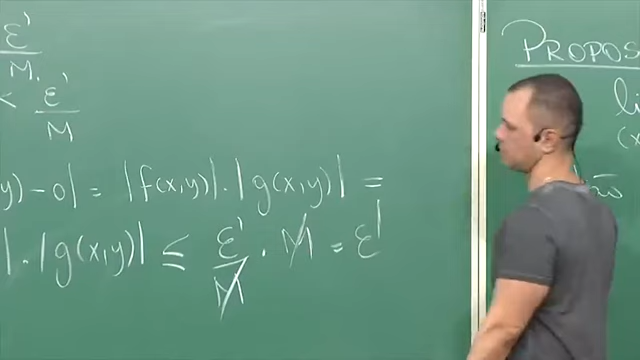 ε'
M.
< ε'
M
y) - 0| = |f(x,y)| · |g(x,y)| =
| · |g(x,y)| ≤ ε'/M · M = ε'
PROPOS
li
(x